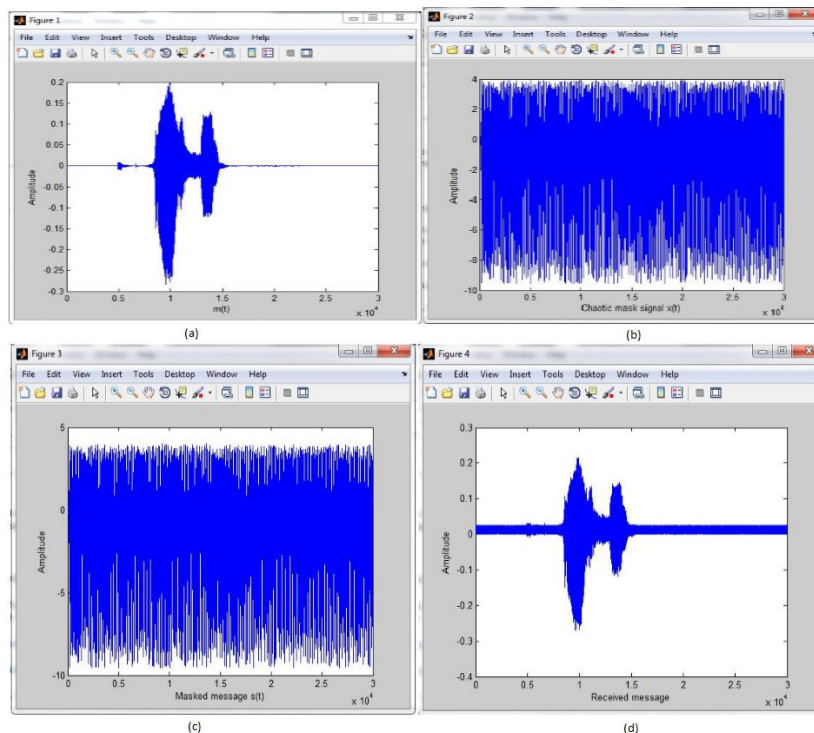 Figure 1
File Edit View Insert Tools Desktop Window Help
0.2
0.15
0.1
0.05
0
-0.05
-0.1
-0.15
-0.2
-0.25
-0.3
Amplitude
0 0.5 1 1.5 2 2.5 3
x 10^4
m(t)
(a)
Figure 2
File Edit View Insert Tools Desktop Window Help
4
2
0
-2
-4
-6
-8
-10
Amplitude
0 0.5 1 1.5 2 2.5 3
Chaotic mask signal x(t)
x 10^4
(b)
Figure 3
File Edit View Insert Tools Desktop Window Help
5
0
-5
-10
Amplitude
0 0.5 1 1.5 2 2.5 3
Masked message s(t)
x 10^4
(c)
Figure 4
File Edit View Insert Tools Desktop Window Help
0.3
0.2
0.1
0
-0.1
-0.2
-0.3
-0.4
Amplitude
0 0.5 1 1.5 2 2.5 3
Received message
x 10^4
(d)